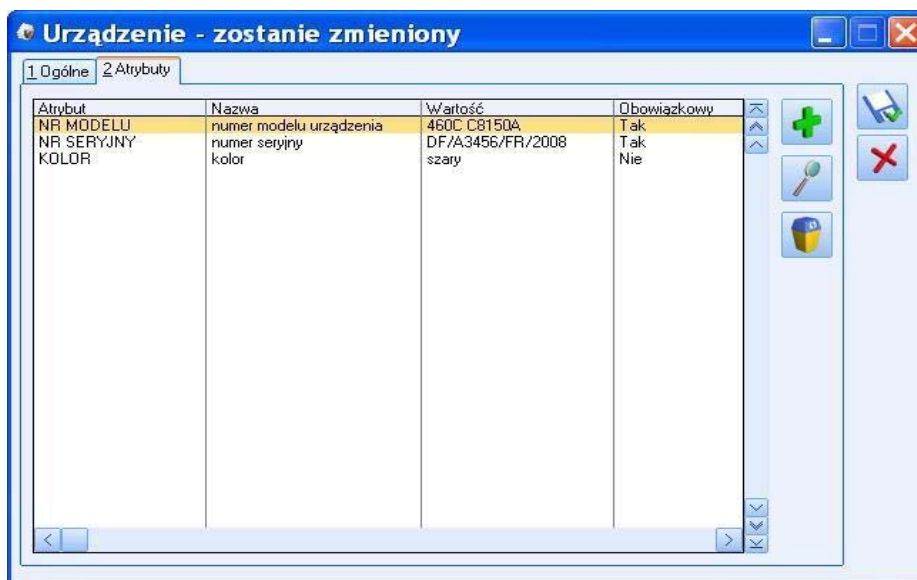 Urządzenie - zostanie zmieniony
1 Ogólne 2 Atrybuty
Atrybut Nazwa Wartość Obowiązkowy
NR MODELU numer modelu urządzenia 460C C8150A Tak
NR SERYJNY numer seryjny DF/A3456/FR/2008 Tak
KOLOR kolor szary Nie